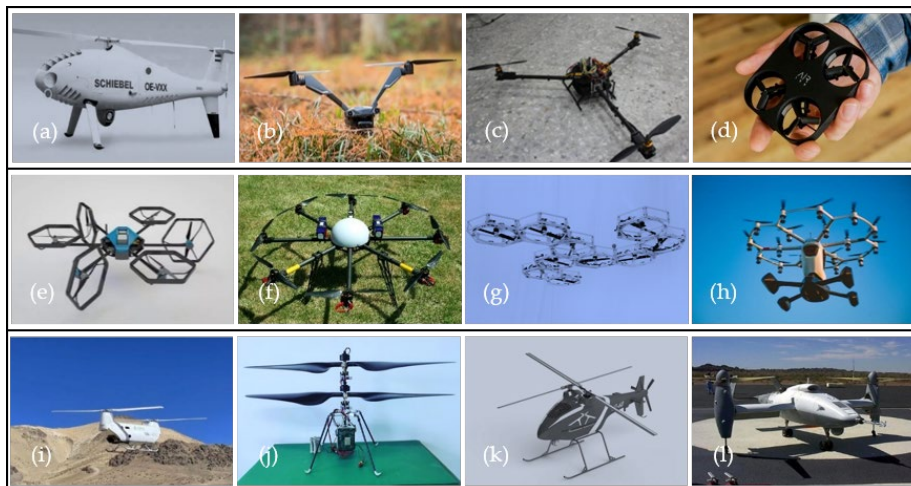 SCHIEBEL OE-VXX
(a)
(b)
(c)
(d)
(e)
(f)
(g)
(h)
(i)
(j)
(k)
(l)